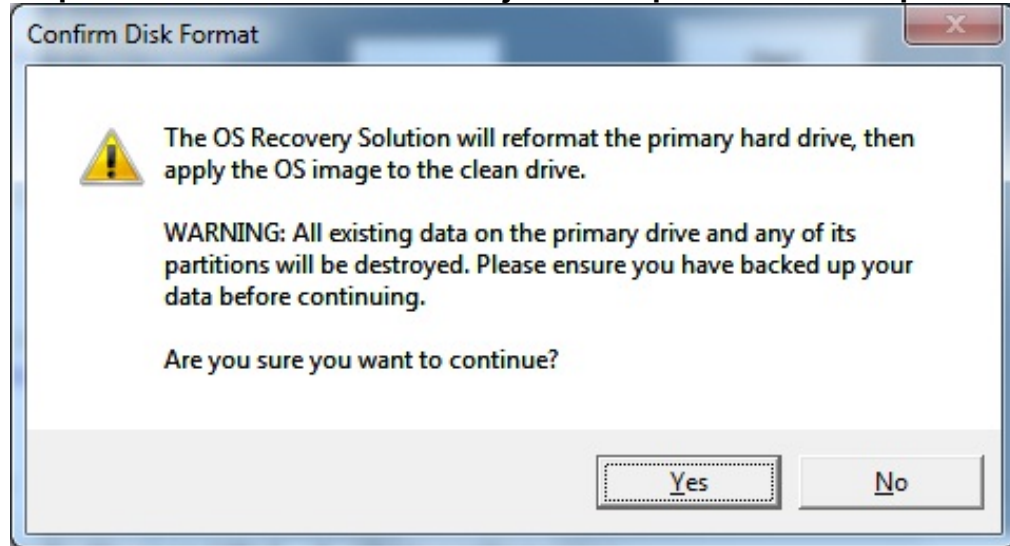 Confirm Disk Format
The OS Recovery Solution will reformat the primary hard drive, then
apply the OS image to the clean drive.
WARNING: All existing data on the primary drive and any of its
partitions will be destroyed. Please ensure you have backed up your
data before continuing.
Are you sure you want to continue?
Yes
No